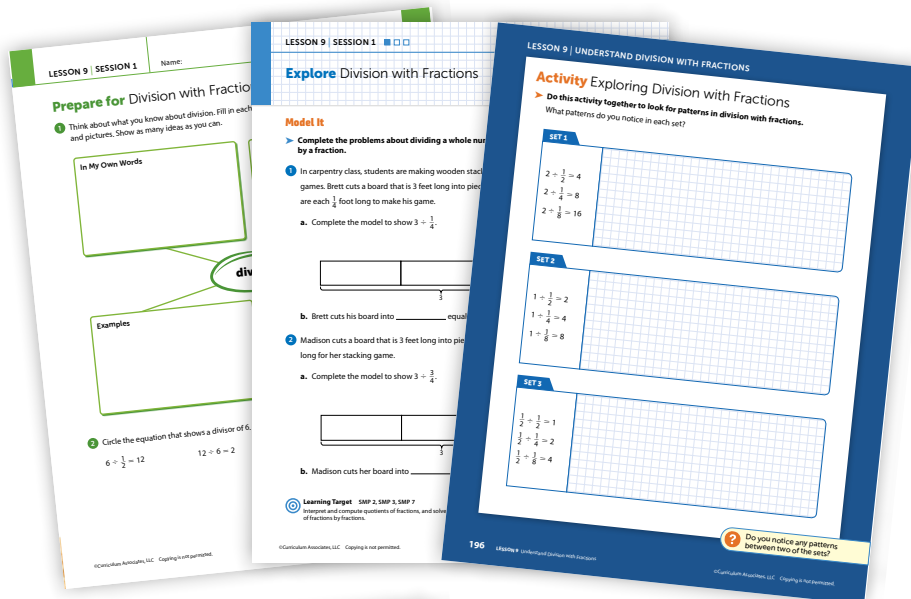 LESSON 9 | SESSION 1
Name:
Prepare for Division with
1 Think about what you know about division. Fill in each
and pictures. Show as many ideas as you can.
In My Own Words
Examples
2 Circle the equation that shows a divisor of 6.
6 ÷ 1/2 = 12
12 ÷ 6 = 2
©Curriculum Associates, LLC Copying is not permitted.
LESSON 9 | SESSION 1
Explore Division with Fractions
Model It
➤ Complete the problems about dividing a whole
by a fraction.
1 In carpentry class, students are making wooden
games. Brett cuts a board that is 3 feet long into
are each 1/4 foot long to make his game.
a. Complete the model to show 3 ÷ 1/4.
3
b. Brett cuts his board into ________
2 Madison cuts a board that is 3 feet long into
long for her stacking game.
a. Complete the model to show 3 ÷ 3/4.
3
b. Madison cuts her board into ________
Learning Target SMP 2, SMP 3, SMP 7
Interpret and compute quotients of fractions, and solve
of fractions by fractions.
©Curriculum Associates, LLC Copying is not permitted.
LESSON 9 | UNDERSTAND DIVISION WITH FRACTIONS
Activity Exploring Division with Fractions
➤ Do this activity together to look for patterns in division with fractions.
What patterns do you notice in each set?
SET 1
2 ÷ 1/2 = 4
2 ÷ 1/4 = 8
2 ÷ 1/8 = 16
SET 2
1 ÷ 1/2 = 2
1 ÷ 1/4 = 4
1 ÷ 1/8 = 8
SET 3
1/2 ÷ 1/2 = 1
1/2 ÷ 1/4 = 2
1/2 ÷ 1/8 = 4
? Do you notice any patterns
between two of the sets?
196 LESSON 9 Understand Division with Fractions
©Curriculum Associates, LLC Copying is not permitted.